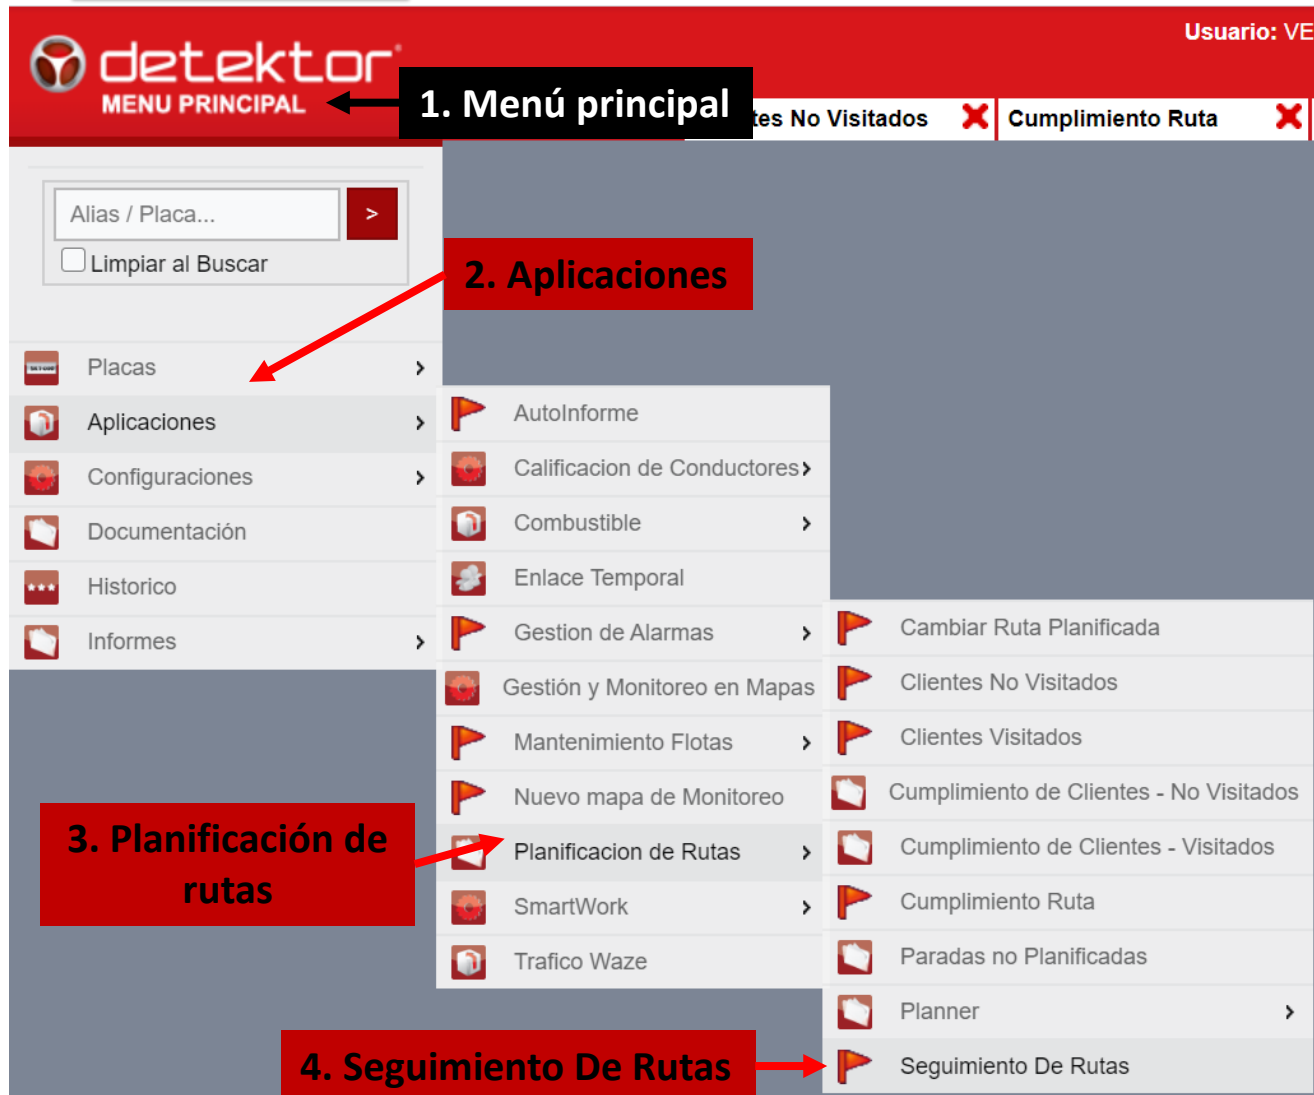 Usuario: VE
detektor
MENU PRINCIPAL
1. Menú principal
tes No Visitados
Cumplimiento Ruta
Alias / Placa...
>
Limpiar al Buscar
2. Aplicaciones
Placas
Aplicaciones
Configuraciones
Documentación
Historico
Informes
AutoInforme
Calificacion de Conductores
Combustible
Enlace Temporal
Gestion de Alarmas
Gestión y Monitoreo en Mapas
Mantenimiento Flotas
Nuevo mapa de Monitoreo
Planificacion de Rutas
SmartWork
Trafico Waze
3. Planificación de
rutas
Cambiar Ruta Planificada
Clientes No Visitados
Clientes Visitados
Cumplimiento de Clientes - No Visitados
Cumplimiento de Clientes - Visitados
Cumplimiento Ruta
Paradas no Planificadas
Planner
Seguimiento De Rutas
4. Seguimiento De Rutas